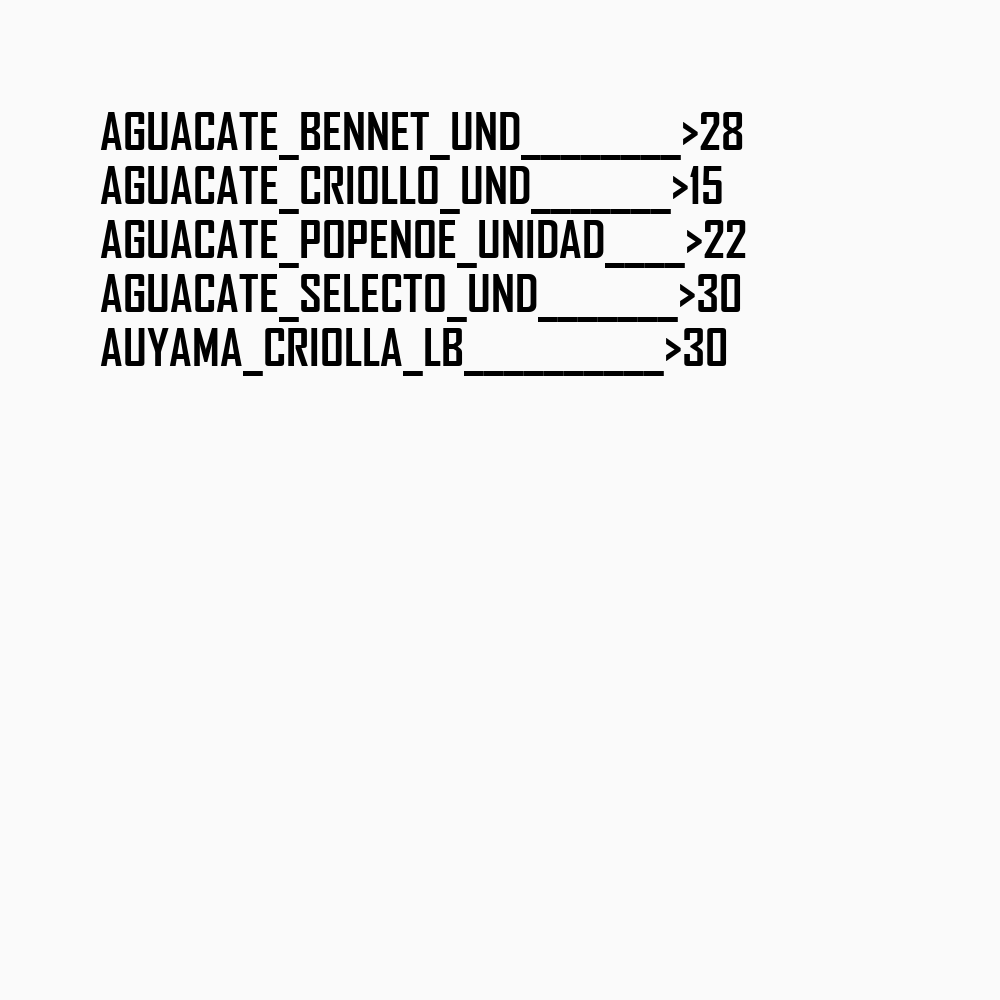 AGUACATE_BENNET_UND________>28
AGUACATE_CRIOLLO_UND_______>15
AGUACATE_POPENOE_UNIDAD____>22
AGUACATE_SELECTO_UND_______>30
AUYAMA_CRIOLLA_LB__________>30